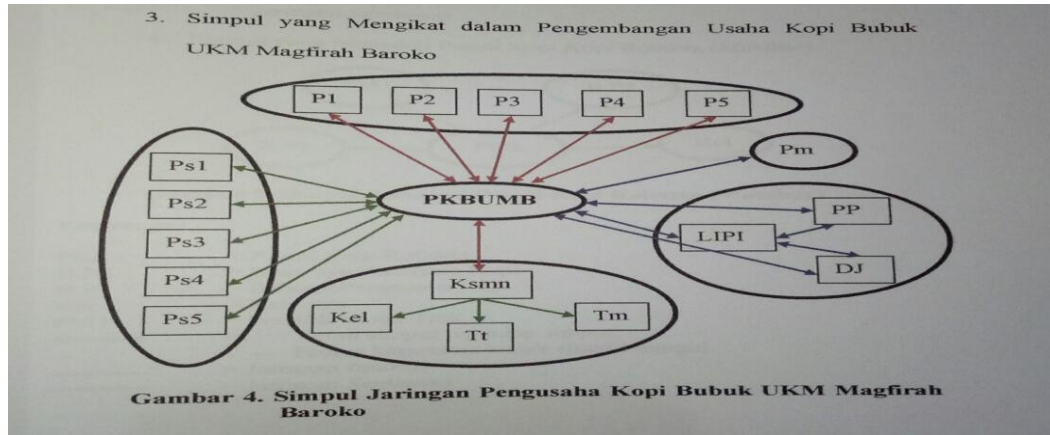 3. Simpul yang Mengikat dalam Pengembangan Usaha Kopi Bubuk
UKM Magfirah Baroko
P1 P2 P3 P4 P5
Pm
Ps1
Ps2
Ps3
Ps4
Ps5
PKBUMB
PP
LIPI
DJ
Ksmn
Kel
Tt
Tm
Gambar 4. Simpul Jaringan Pengusaha Kopi Bubuk UKM Magfirah
Baroko